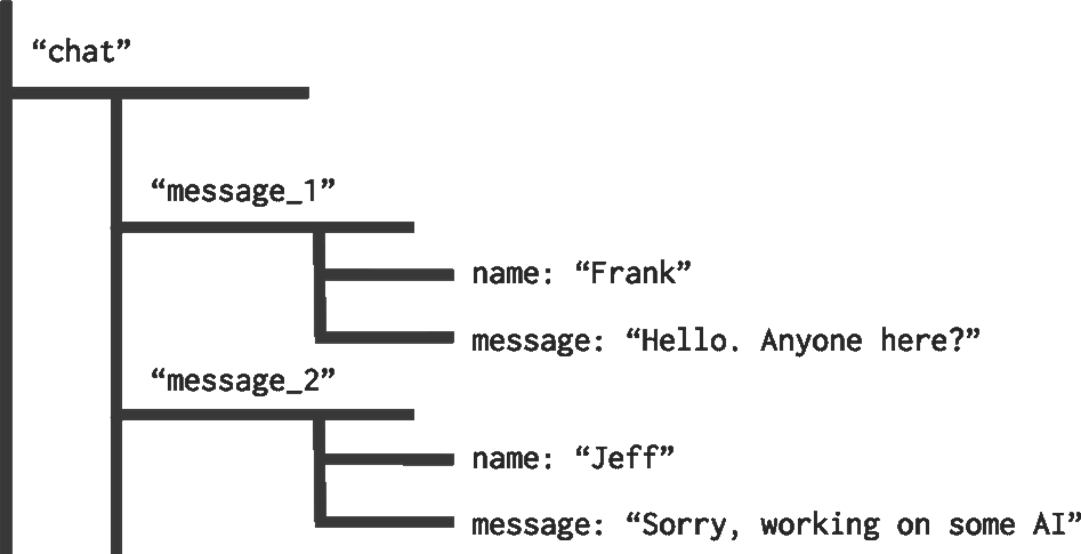 “chat”
“message_1”
name: “Frank”
message: “Hello. Anyone here?”
“message_2”
name: “Jeff”
message: “Sorry, working on some AI”